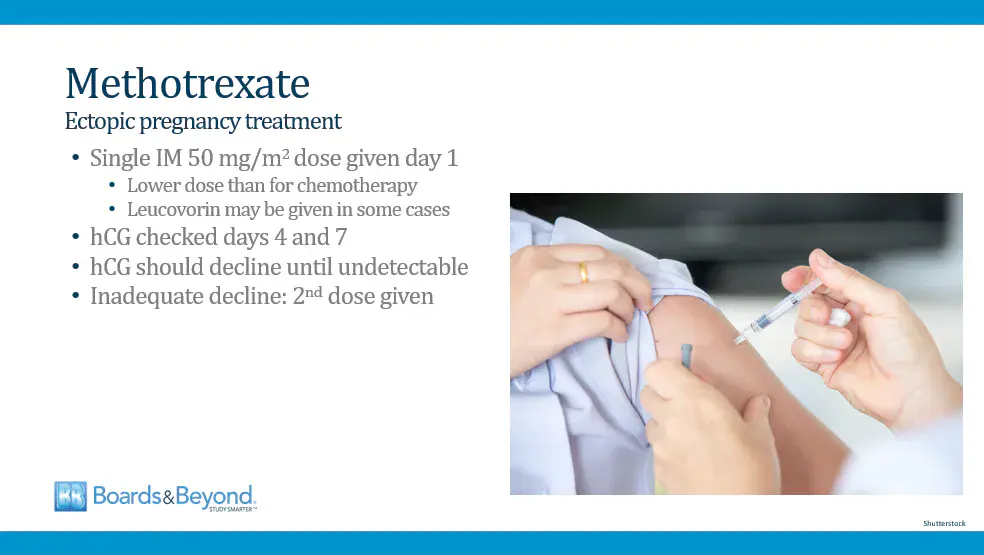 Methotrexate
Ectopic pregnancy treatment
• Single IM 50 mg/m² dose given day 1
• Lower dose than for chemotherapy
• Leucovorin may be given in some cases
• hCG checked days 4 and 7
• hCG should decline until undetectable
• Inadequate decline: 2ⁿᵈ dose given
BB Boards&Beyond®
STUDY SMARTER™
Shutterstock